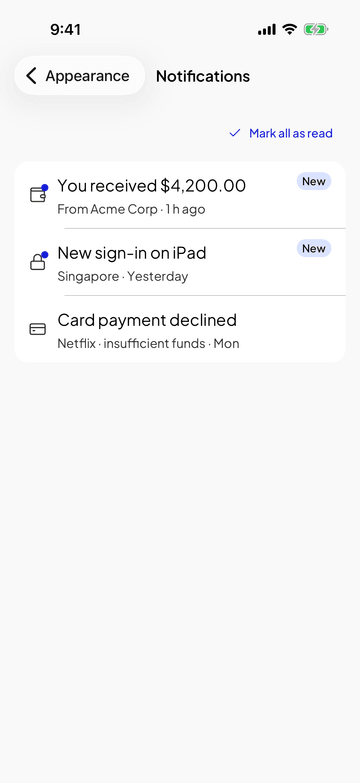 9:41
Appearance
Notifications
Mark all as read
You received $4,200.00
New
From Acme Corp · 1 h ago
New sign-in on iPad
New
Singapore · Yesterday
Card payment declined
Netflix · insufficient funds · Mon